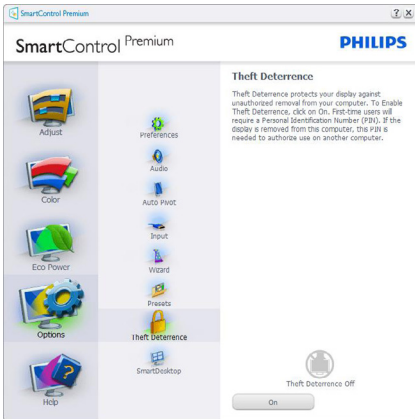 SmartControl Premium
? X
SmartControl Premium
PHILIPS
Adjust
Color
Eco Power
Options
Help
Preferences
Audio
Auto Pivot
Input
Wizard
Presets
Theft Deterrence
SmartDesktop
Theft Deterrence
Theft Deterrence protects your display against
unauthorized removal from your computer. To Enable
Theft Deterrence, click on On. First-time users will
require a Personal Identification Number (PIN). If the
display is removed from this computer, this PIN is
needed to authorize use on another computer.
Theft Deterrence Off
On